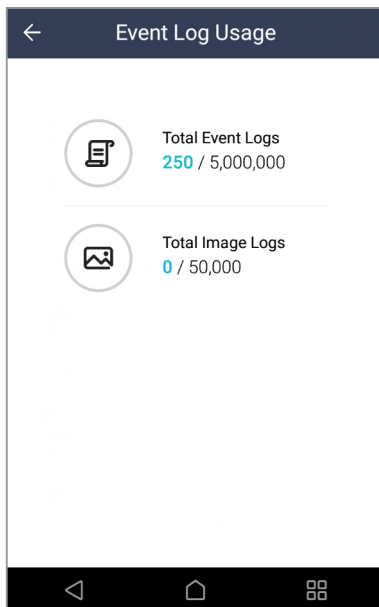 Event Log Usage
Total Event Logs
250 / 5,000,000
Total Image Logs
0 / 50,000